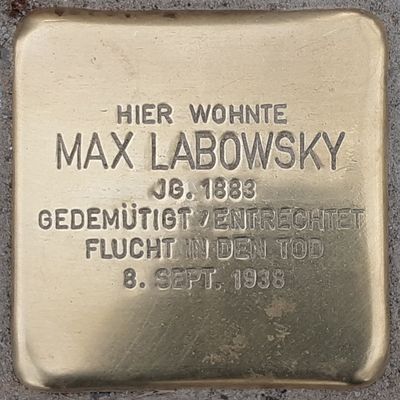 HIER WOHNTE
MAX LABOWSKY
JG. 1883
GEDEMÜTIGT / ENTRECHTET
FLUCHT IN DEN TOD
8. SEPT. 1938